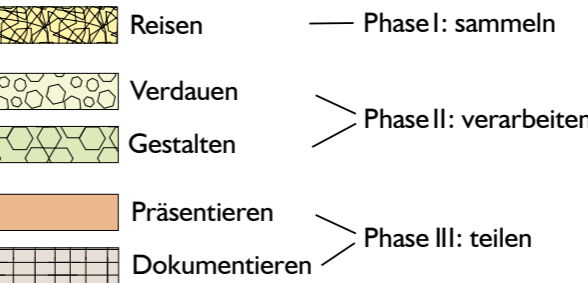 Reisen
Phase I: sammeln
Verdauen
Gestalten
Phase II: verarbeiten
Präsentieren
Dokumentieren
Phase III: teilen